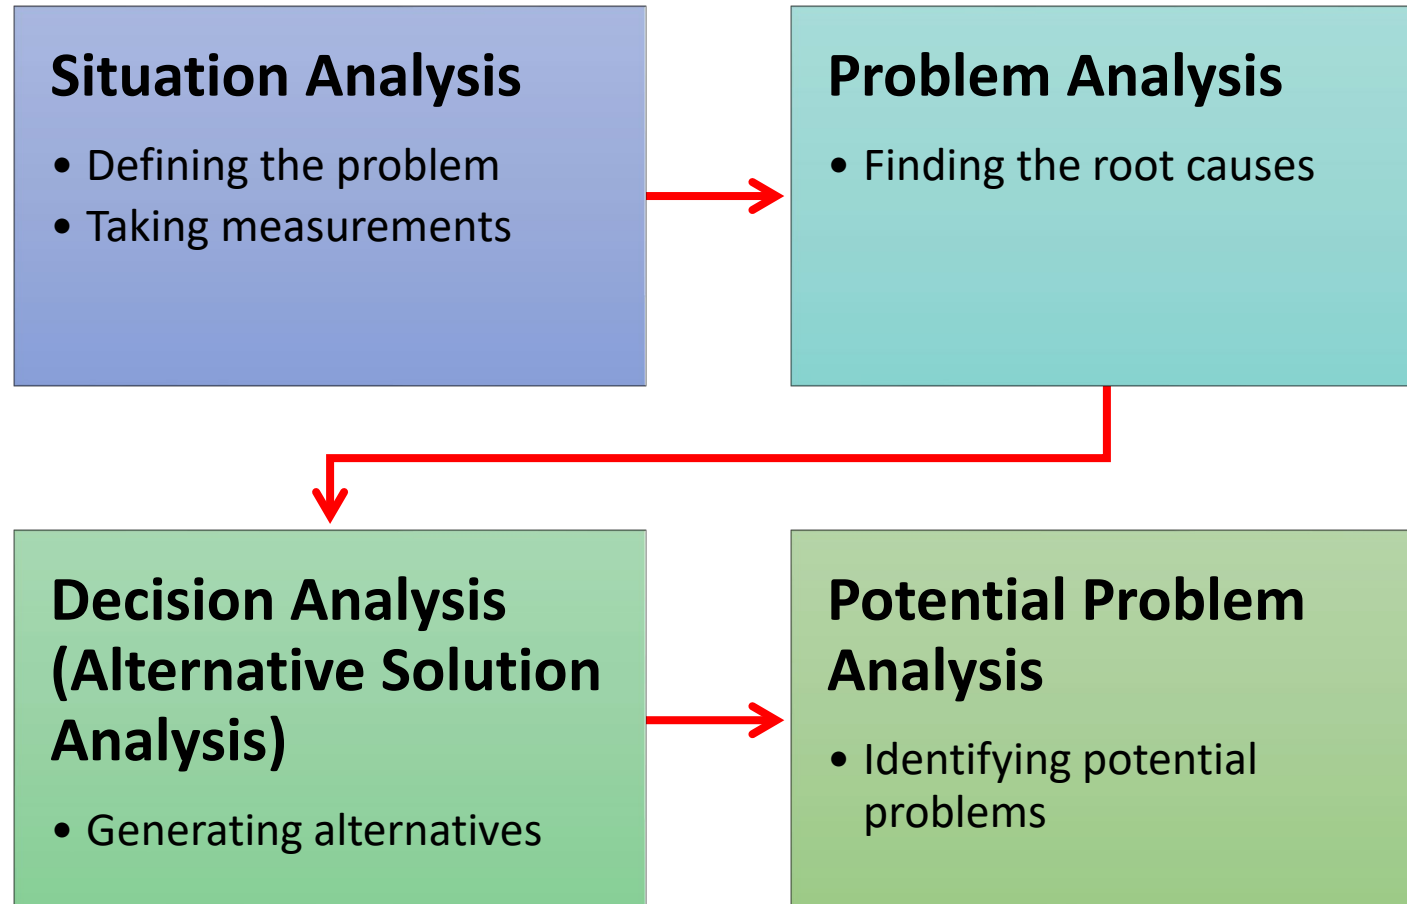 Situation Analysis
• Defining the problem
• Taking measurements
Problem Analysis
• Finding the root causes
Decision Analysis
(Alternative Solution
Analysis)
• Generating alternatives
Potential Problem
Analysis
• Identifying potential
problems